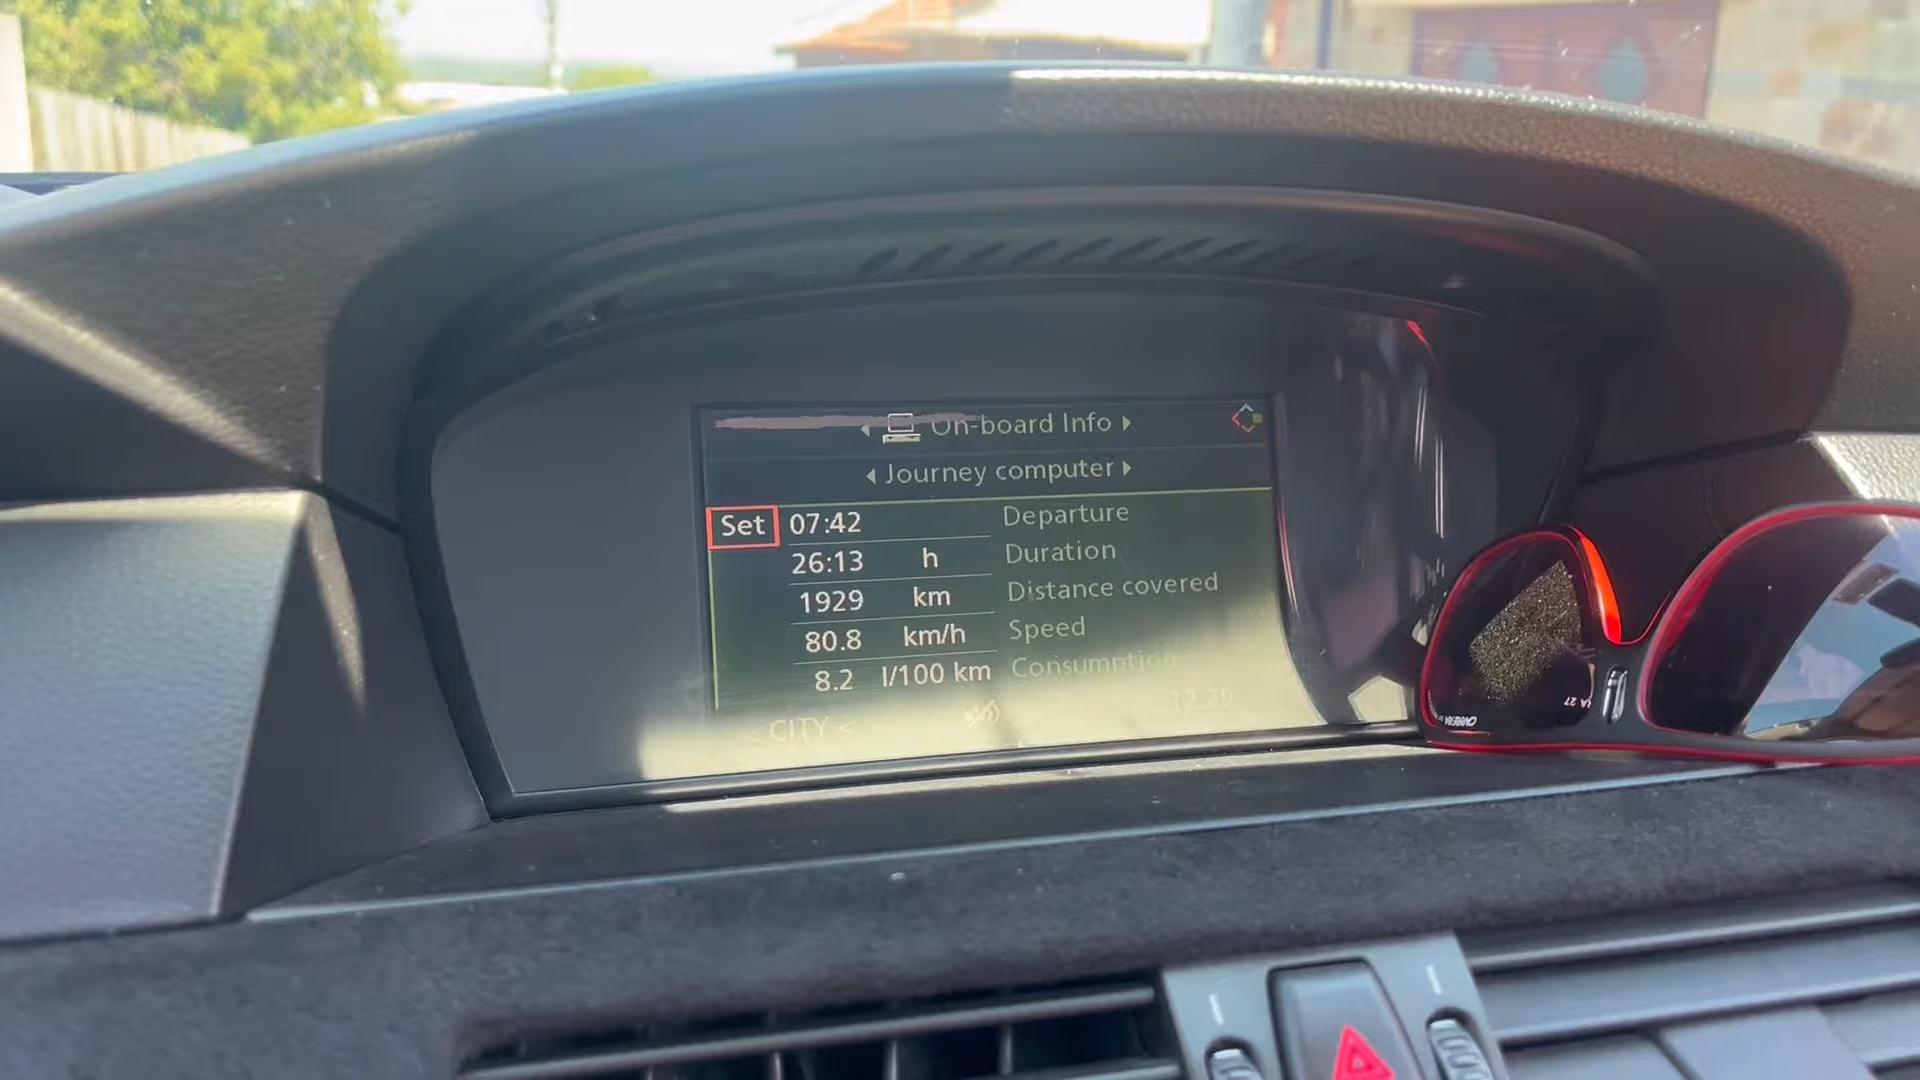 On-board Info
Journey computer
Set 07:42 Departure
26:13 h Duration
1929 km Distance covered
80.8 km/h Speed
8.2 l/100 km Consumption
CITY <
CARRERA